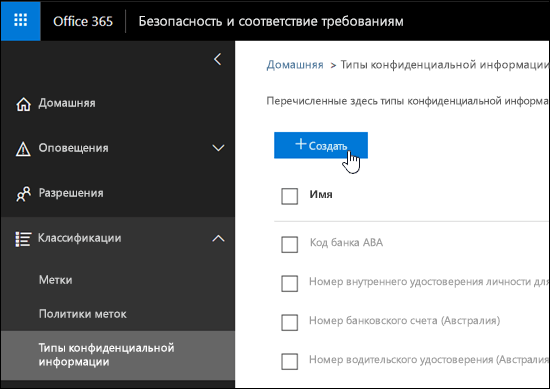 Office 365
Безопасность и соответствие требованиям
Домашняя
Оповещения
Разрешения
Классификации
Метки
Политики меток
Типы конфиденциальной
информации
Домашняя > Типы конфиденциальной информации
Перечисленные здесь типы конфиденциальной информа
+ Создать
Имя
Код банка ABA
Номер внутреннего удостоверения личности дл
Номер банковского счета (Австралия)
Номер водительского удостоверения (Австрали